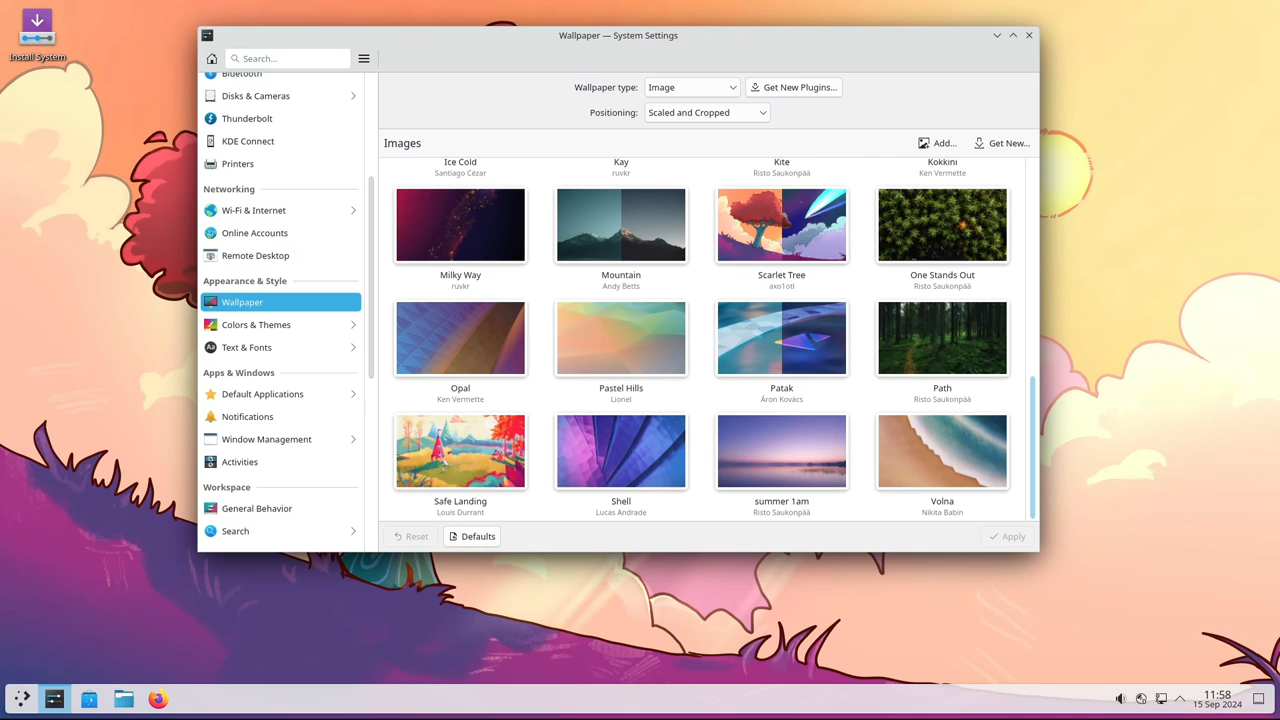 Install System
Wallpaper — System Settings
Search...
Bluetooth
Disks & Cameras
Thunderbolt
KDE Connect
Printers
Networking
Wi-Fi & Internet
Online Accounts
Remote Desktop
Appearance & Style
Wallpaper
Colors & Themes
Aa Text & Fonts
Apps & Windows
Default Applications
Notifications
Window Management
Activities
Workspace
General Behavior
Search
Wallpaper type: Image Get New Plugins...
Positioning: Scaled and Cropped
Images Add... Get New...
Ice Cold Kay Kite Kokkini
Santiago Cézar ruvkr Risto Saukonpää Ken Vermette
Milky Way Mountain Scarlet Tree One Stands Out
ruvkr Andy Betts axo1otl Risto Saukonpää
Opal Pastel Hills Patak Path
Ken Vermette Lionel Áron Kovács Risto Saukonpää
Safe Landing Shell summer 1am Volna
Louis Durrant Lucas Andrade Risto Saukonpää Nikita Babin
Reset Defaults Apply
11:58
15 Sep 2024